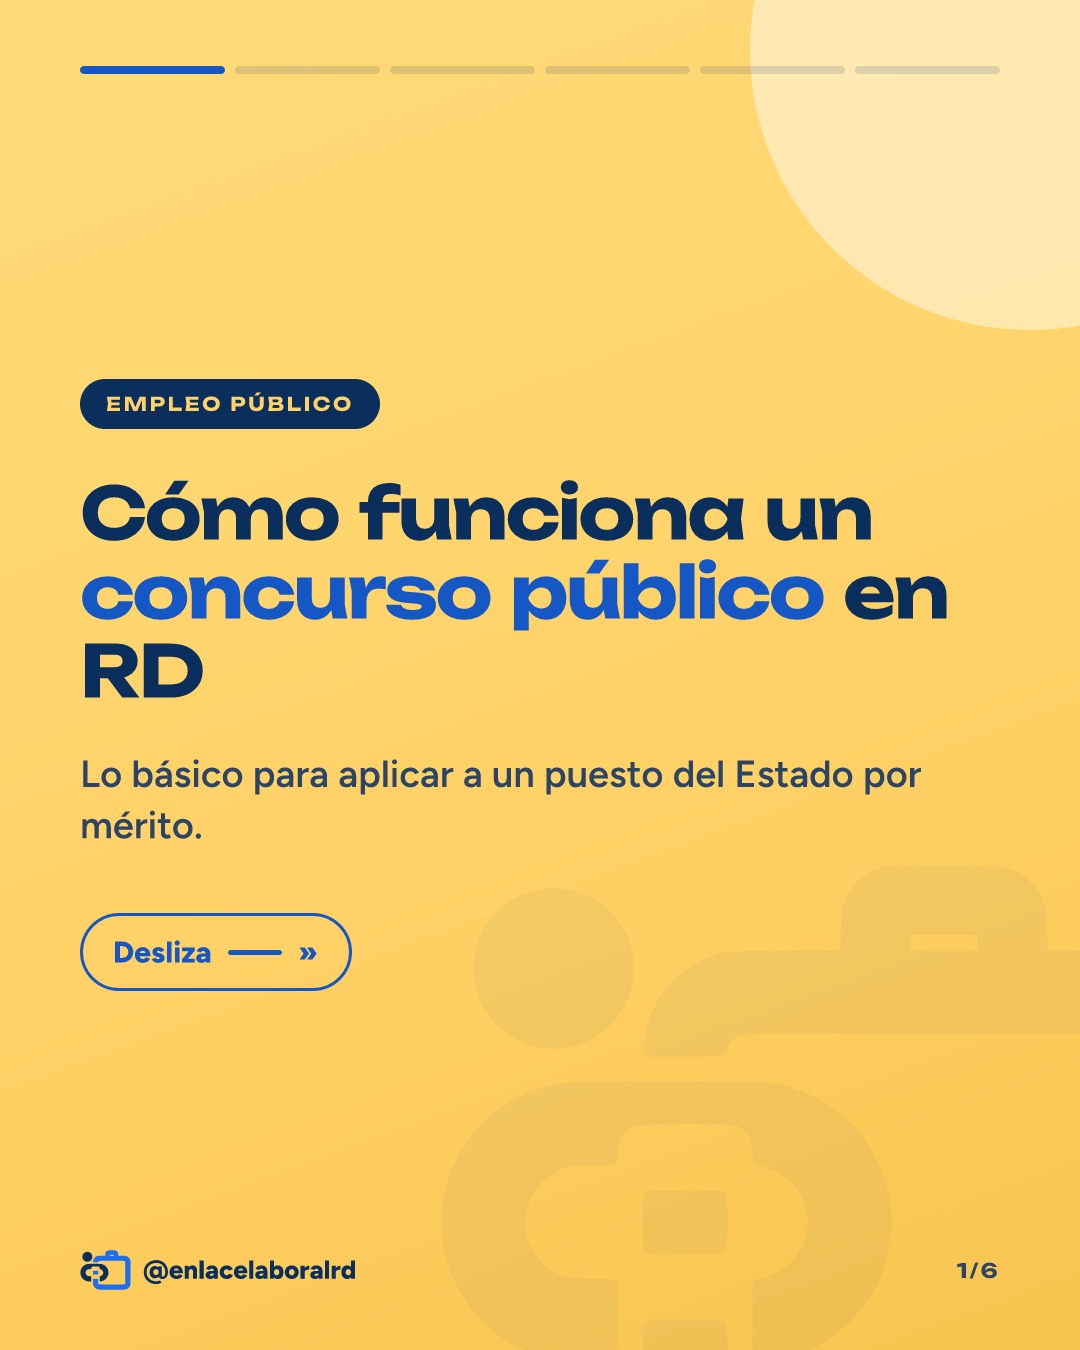 EMPLEO PÚBLICO
Cómo funciona un
concurso público en
RD
Lo básico para aplicar a un puesto del Estado por
mérito.
Desliza — »
@enlacelaboralrd
1/6